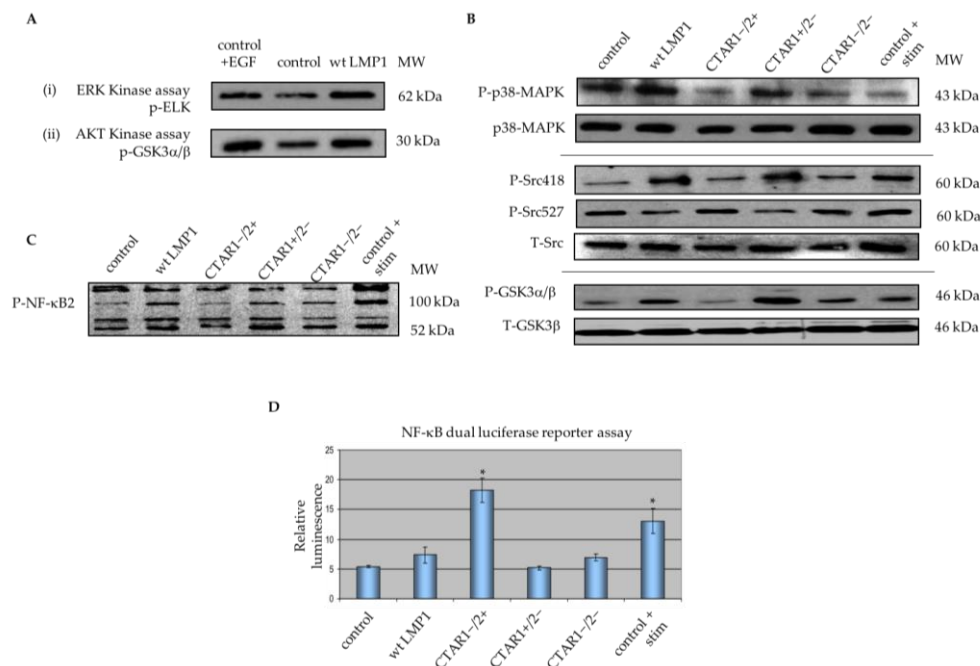 A
control
+EGF control wt LMP1 MW
(i) ERK Kinase assay
p-ELK
62 kDa
(ii) AKT Kinase assay
p-GSK3α/β
30 kDa
B
control wt LMP1 CTAR1−/2+ CTAR1+/2− CTAR1−/2− control +
stim
MW
P-p38-MAPK 43 kDa
p38-MAPK 43 kDa
P-Src418 60 kDa
P-Src527 60 kDa
T-Src 60 kDa
P-GSK3α/β 46 kDa
T-GSK3β 46 kDa
C
control wt LMP1 CTAR1−/2+ CTAR1+/2− CTAR1−/2− control +
stim
MW
P-NF-κB2 100 kDa
52 kDa
D
NF-κB dual luciferase reporter assay
Relative
luminescence
25
20
15
10
5
0
*
*
control wt LMP1 CTAR1−/2+ CTAR1+/2− CTAR1−/2− control +
stim